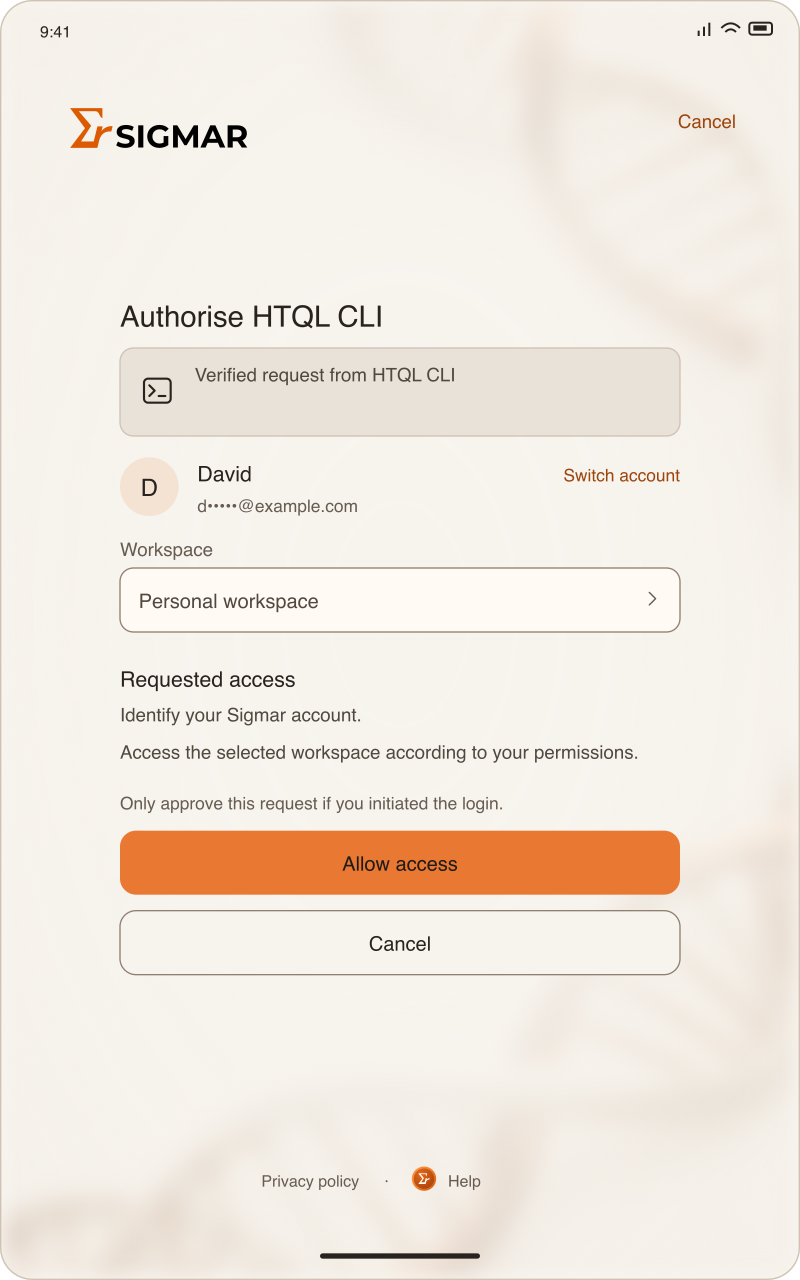 9:41
SIGMAR
Cancel
Authorise HTQL CLI
Verified request from HTQL CLI
D
David
Switch account
d•••••@example.com
Workspace
Personal workspace
Requested access
Identify your Sigmar account.
Access the selected workspace according to your permissions.
Only approve this request if you initiated the login.
Allow access
Cancel
Privacy policy · Help